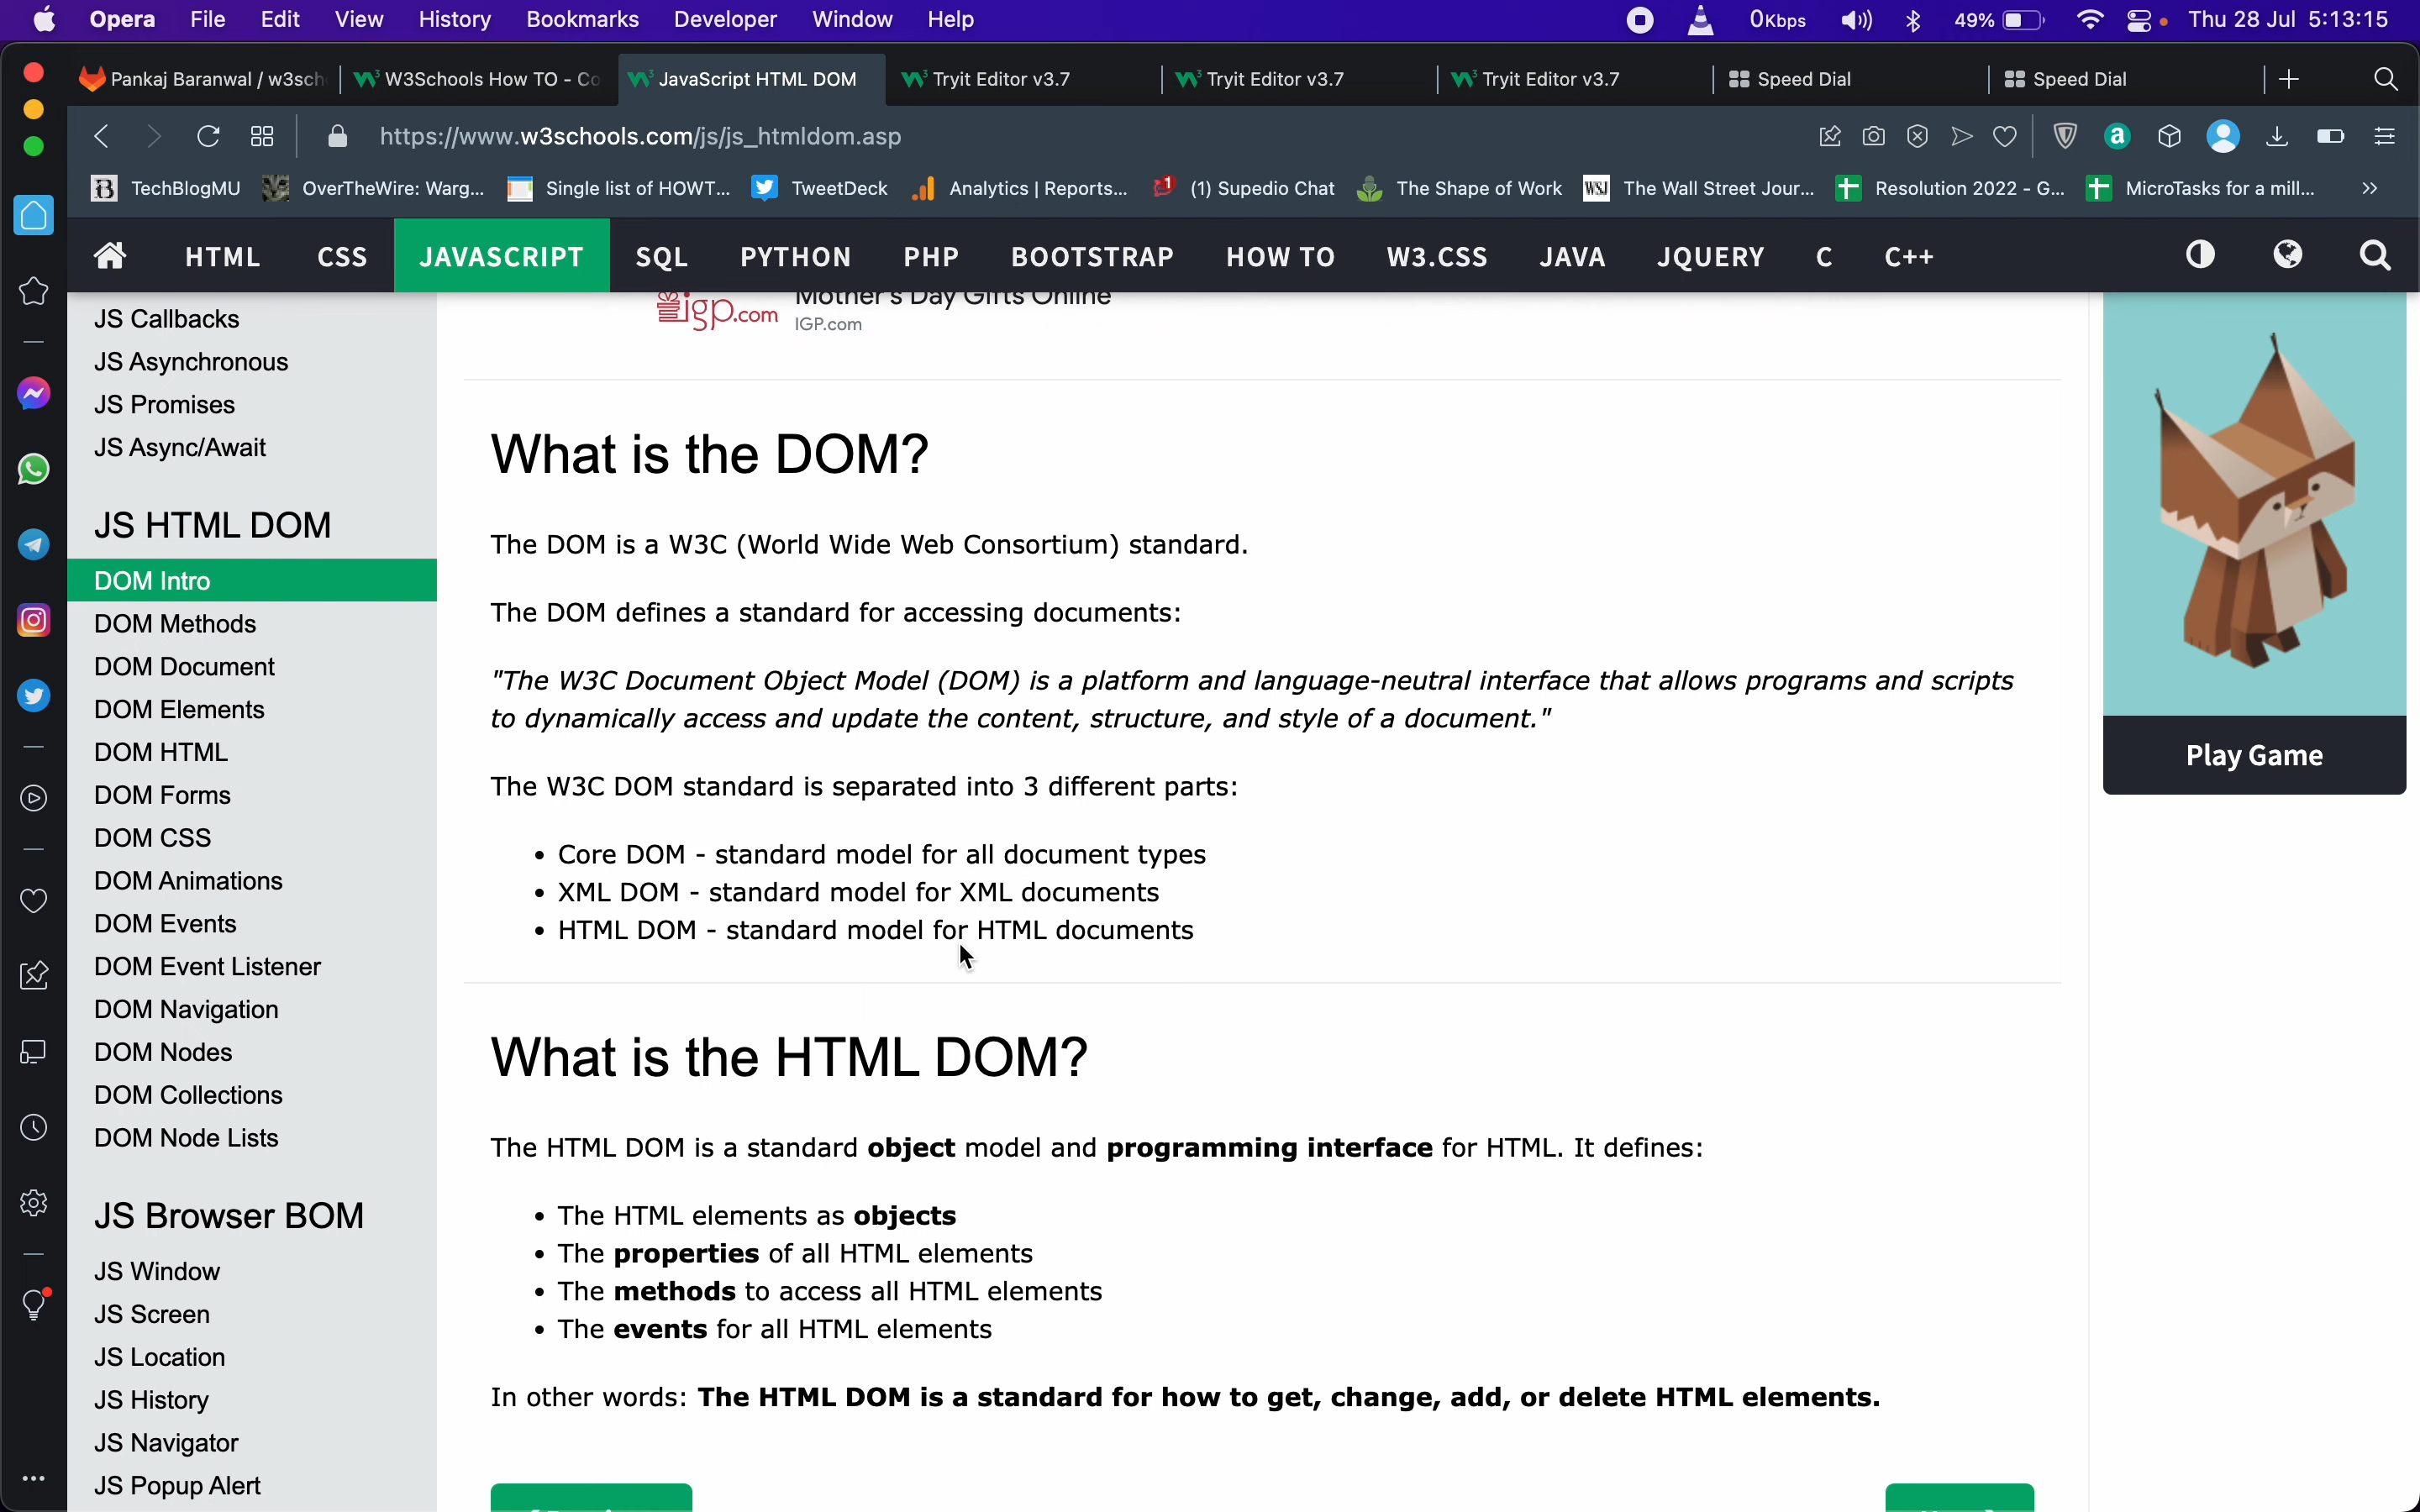 Opera File Edit View History Bookmarks Developer Window Help 0Kbps 49% Thu 28 Jul 5:13:15
Pankaj Baranwal / w3sch W3Schools How TO - Co JavaScript HTML DOM Tryit Editor v3.7 Tryit Editor v3.7 Tryit Editor v3.7 Speed Dial Speed Dial
https://www.w3schools.com/js/js_htmldom.asp
TechBlogMU OverTheWire: Warg... Single list of HOWT... TweetDeck Analytics | Reports... (1) Supedio Chat The Shape of Work WSJ The Wall Street Jour... Resolution 2022 - G... MicroTasks for a mill...
HTML CSS JAVASCRIPT SQL PYTHON PHP BOOTSTRAP HOW TO W3.CSS JAVA JQUERY C C++
JS Callbacks
JS Asynchronous
JS Promises
JS Async/Await
JS HTML DOM
DOM Intro
DOM Methods
DOM Document
DOM Elements
DOM HTML
DOM Forms
DOM CSS
DOM Animations
DOM Events
DOM Event Listener
DOM Navigation
DOM Nodes
DOM Collections
DOM Node Lists
JS Browser BOM
JS Window
JS Screen
JS Location
JS History
JS Navigator
JS Popup Alert
igp.com Mother's Day Gifts Online
IGP.com
What is the DOM?
The DOM is a W3C (World Wide Web Consortium) standard.
The DOM defines a standard for accessing documents:
"The W3C Document Object Model (DOM) is a platform and language-neutral interface that allows programs and scripts
to dynamically access and update the content, structure, and style of a document."
The W3C DOM standard is separated into 3 different parts:
• Core DOM - standard model for all document types
• XML DOM - standard model for XML documents
• HTML DOM - standard model for HTML documents
What is the HTML DOM?
The HTML DOM is a standard object model and programming interface for HTML. It defines:
• The HTML elements as objects
• The properties of all HTML elements
• The methods to access all HTML elements
• The events for all HTML elements
In other words: The HTML DOM is a standard for how to get, change, add, or delete HTML elements.
Play Game